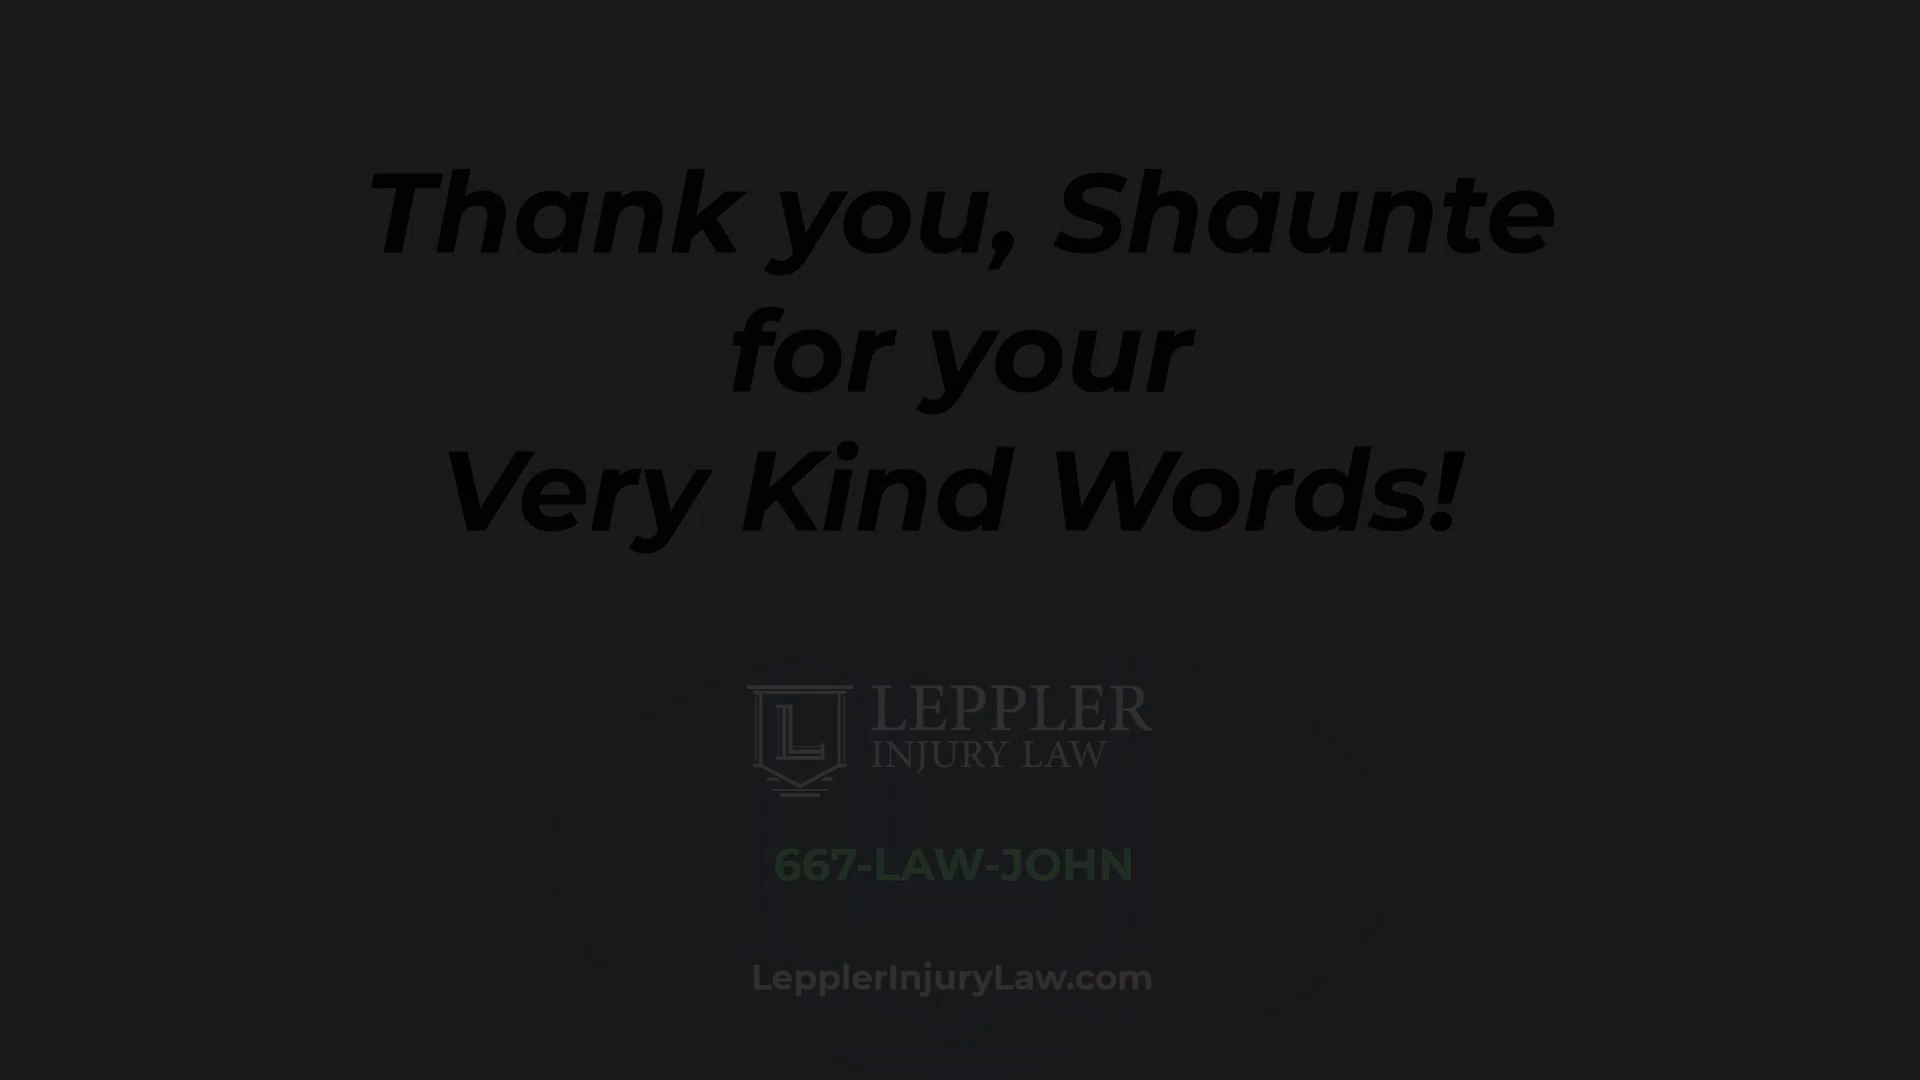 Thank you, Shaunte
for your
Very Kind Words!
LEPPLER
INJURY LAW
667-LAW-JOHN
LepplerInjuryLaw.com